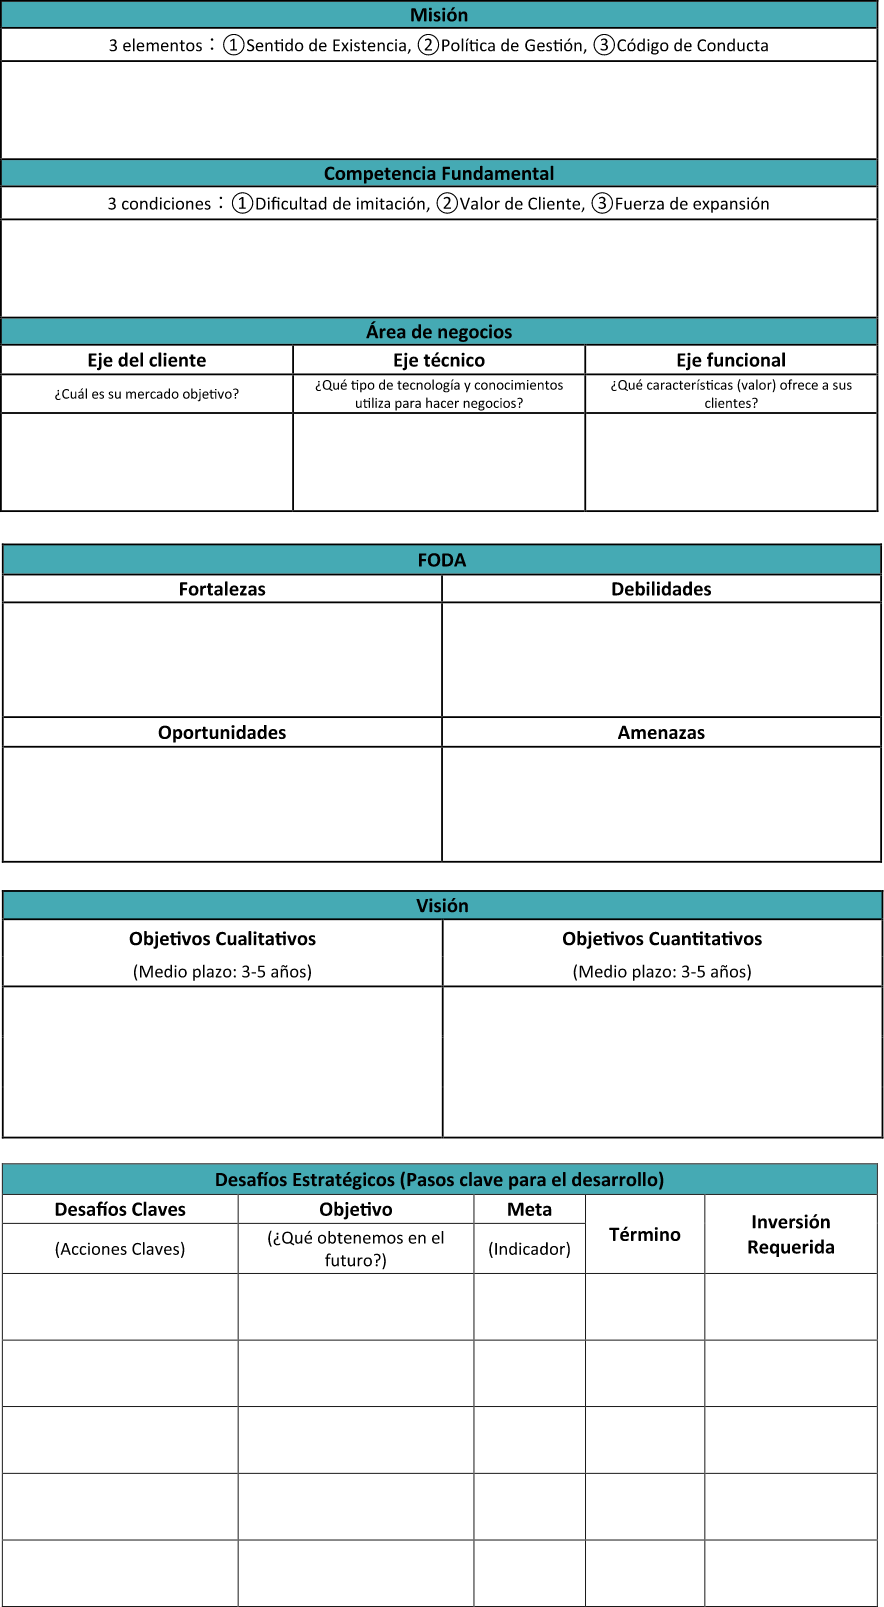 Misión
3 elementos：①Sentido de Existencia, ②Política de Gestión, ③Código de Conducta
Competencia Fundamental
3 condiciones：①Dificultad de imitación, ②Valor de Cliente, ③Fuerza de expansión
Área de negocios
Eje del cliente
Eje técnico
Eje funcional
¿Cuál es su mercado objetivo?
¿Qué tipo de tecnología y conocimientos
utiliza para hacer negocios?
¿Qué características (valor) ofrece a sus
clientes?
FODA
Fortalezas
Debilidades
Oportunidades
Amenazas
Visión
Objetivos Cualitativos
(Medio plazo: 3-5 años)
Objetivos Cuantitativos
(Medio plazo: 3-5 años)
Desafíos Estratégicos (Pasos clave para el desarrollo)
Desafíos Claves
(Acciones Claves)
Objetivo
(¿Qué obtenemos en el
futuro?)
Meta
(Indicador)
Término
Inversión
Requerida